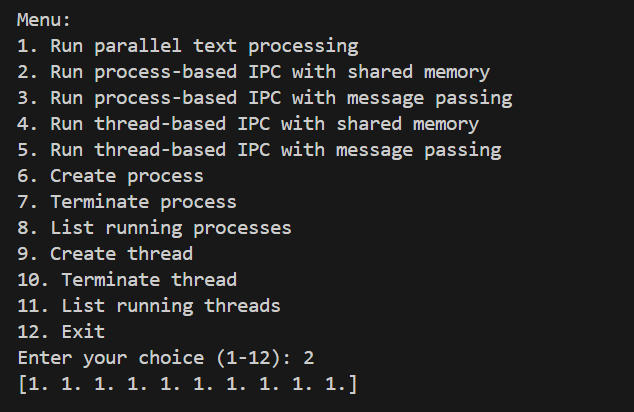 Menu:
1. Run parallel text processing
2. Run process-based IPC with shared memory
3. Run process-based IPC with message passing
4. Run thread-based IPC with shared memory
5. Run thread-based IPC with message passing
6. Create process
7. Terminate process
8. List running processes
9. Create thread
10. Terminate thread
11. List running threads
12. Exit
Enter your choice (1-12): 2
[1. 1. 1. 1. 1. 1. 1. 1. 1. 1.]